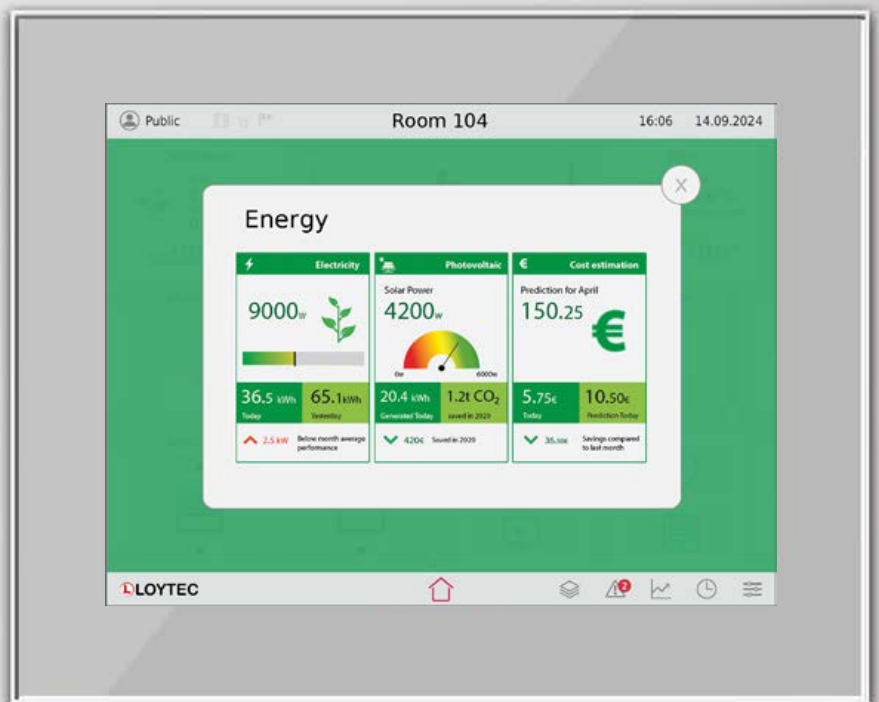 Public
Room 104
16:06 14.09.2024
X
Energy
Electricity
9000w
36.5 kWh
Today
65.1kWh
Yesterday
2.5 kW
Below month average
performance
Photovoltaic
Solar Power
4200w
0w 6000w
20.4 kWh
Generated Today
1.2t CO₂
saved in 2020
420€ Saved in 2020
€ Cost estimation
Prediction for April
150.25
€
5.75€
Today
10.50€
Prediction Today
36.50€
Savings compared
to last month
LOYTEC
2